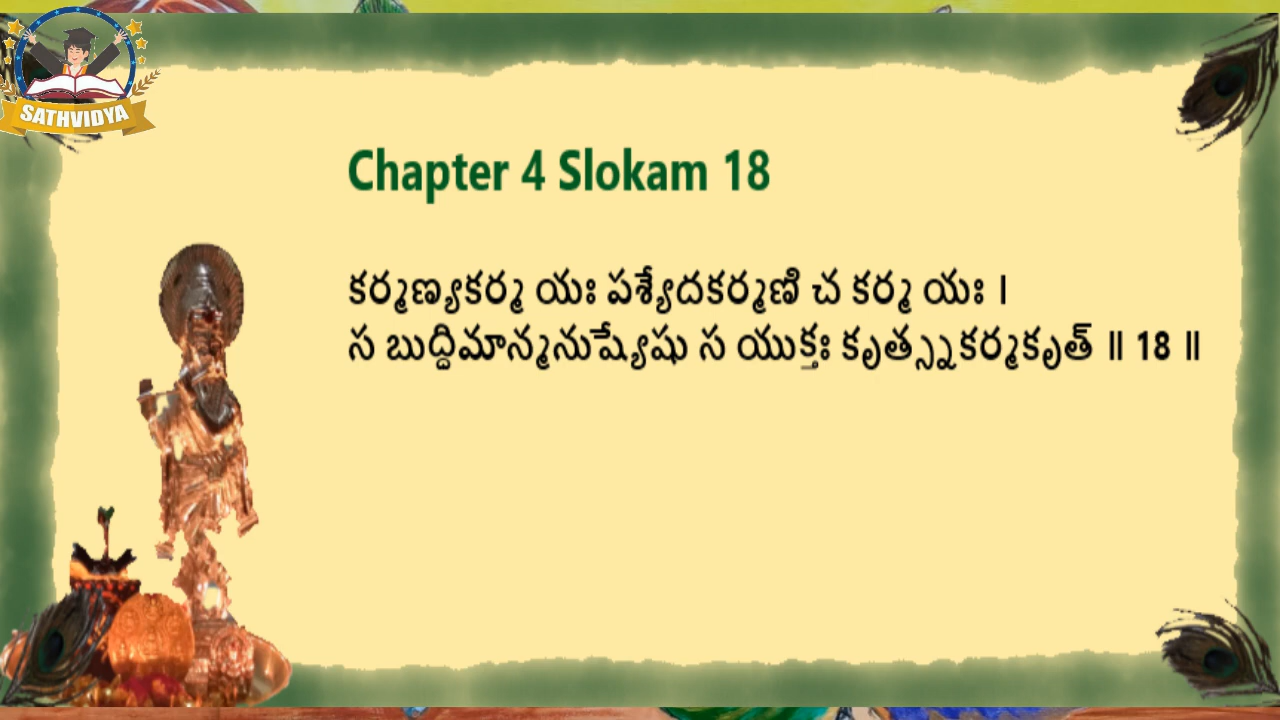 SATHVIDYA
Chapter 4 Slokam 18
కర్మణ్యకర్మ యః పశ్యేదకర్మణి చ కర్మ యః ।
స బుద్ధిమాన్మనుష్యేషు స యుక్తః కృత్స్నకర్మకృత్ ॥ 18 ॥